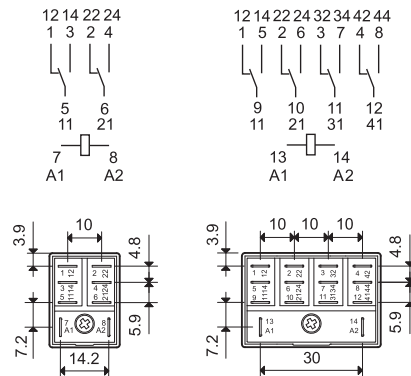 12 14 22 24
1 3 2 4
5 6
11 21
7 8
A1 A2
12 14 22 24 32 34 42 44
1 5 2 6 3 7 4 8
9 10 11 12
11 21 31 41
13 14
A1 A2
10
3.9
4.8
1 12 2 22
3 14 4 24
5 11 6 21
5.9
7.2
7 8
A1 A2
14.2
10 10 10
3.9
4.8
1 12 2 22 3 32 4 42
5 14 6 24 7 34 8 44
9 11 10 21 11 31 12 41
5.9
7.2
13 14
A1 A2
30